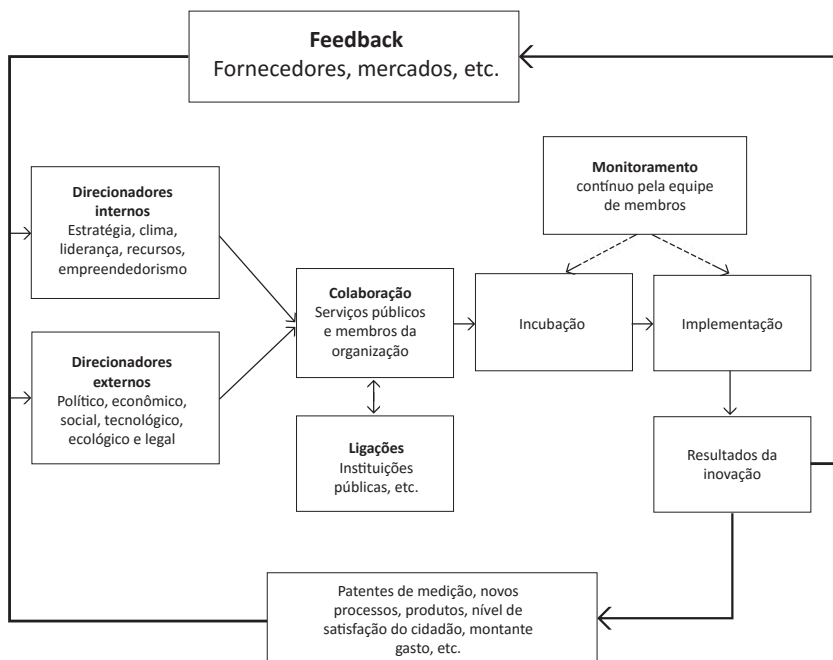 Feedback
Fornecedores, mercados, etc.
Direcionadores
internos
Estratégia, clima,
liderança, recursos,
empreendedorismo
Monitoramento
contínuo pela equipe
de membros
Colaboração
Serviços públicos
e membros da
organização
Incubação
Implementação
Direcionadores
externos
Político, econômico,
social, tecnológico,
ecológico e legal
Ligações
Instituições
públicas, etc.
Resultados da
inovação
Patentes de medição, novos
processos, produtos, nível de
satisfação do cidadão, montante
gasto, etc.